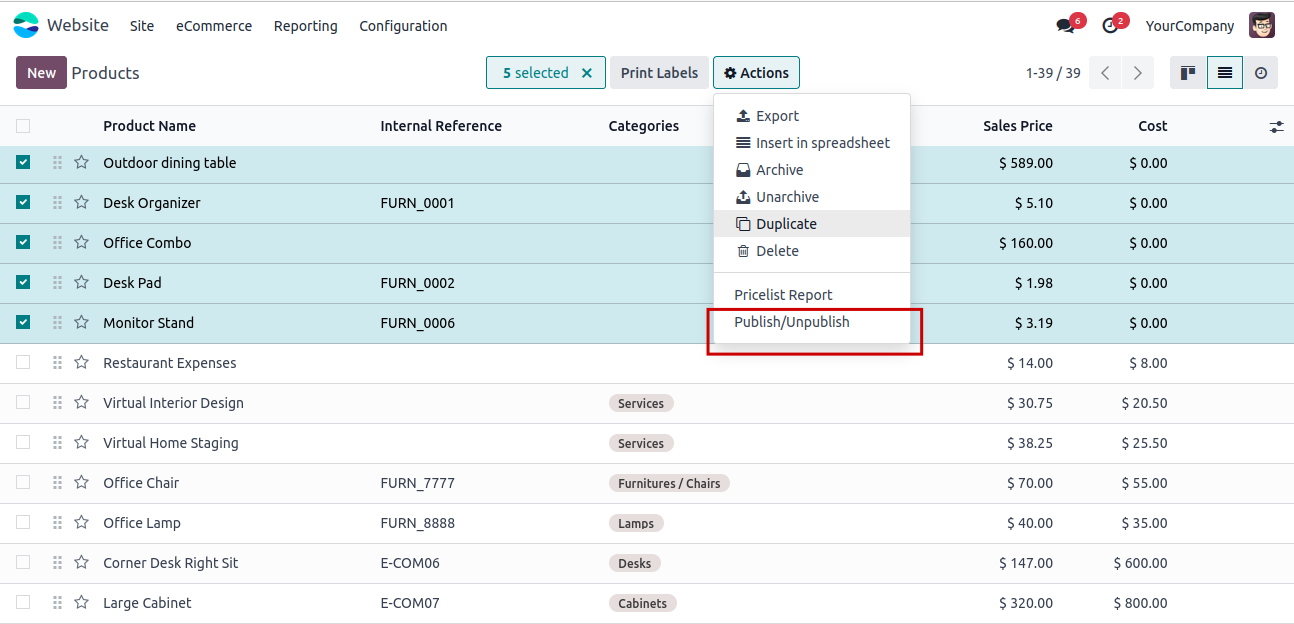 Website Site eCommerce Reporting Configuration 6 2 YourCompany
New Products 5 selected × Print Labels Actions 1-39 / 39
Product Name Internal Reference Categories Sales Price Cost
Export
Insert in spreadsheet
Archive
Unarchive
Duplicate
Delete
Pricelist Report
Publish/Unpublish
Outdoor dining table $ 589.00 $ 0.00
Desk Organizer FURN_0001 $ 5.10 $ 0.00
Office Combo $ 160.00 $ 0.00
Desk Pad FURN_0002 $ 1.98 $ 0.00
Monitor Stand FURN_0006 $ 3.19 $ 0.00
Restaurant Expenses $ 14.00 $ 8.00
Virtual Interior Design Services $ 30.75 $ 20.50
Virtual Home Staging Services $ 38.25 $ 25.50
Office Chair FURN_7777 Furnitures / Chairs $ 70.00 $ 55.00
Office Lamp FURN_8888 Lamps $ 40.00 $ 35.00
Corner Desk Right Sit E-COM06 Desks $ 147.00 $ 600.00
Large Cabinet E-COM07 Cabinets $ 320.00 $ 800.00